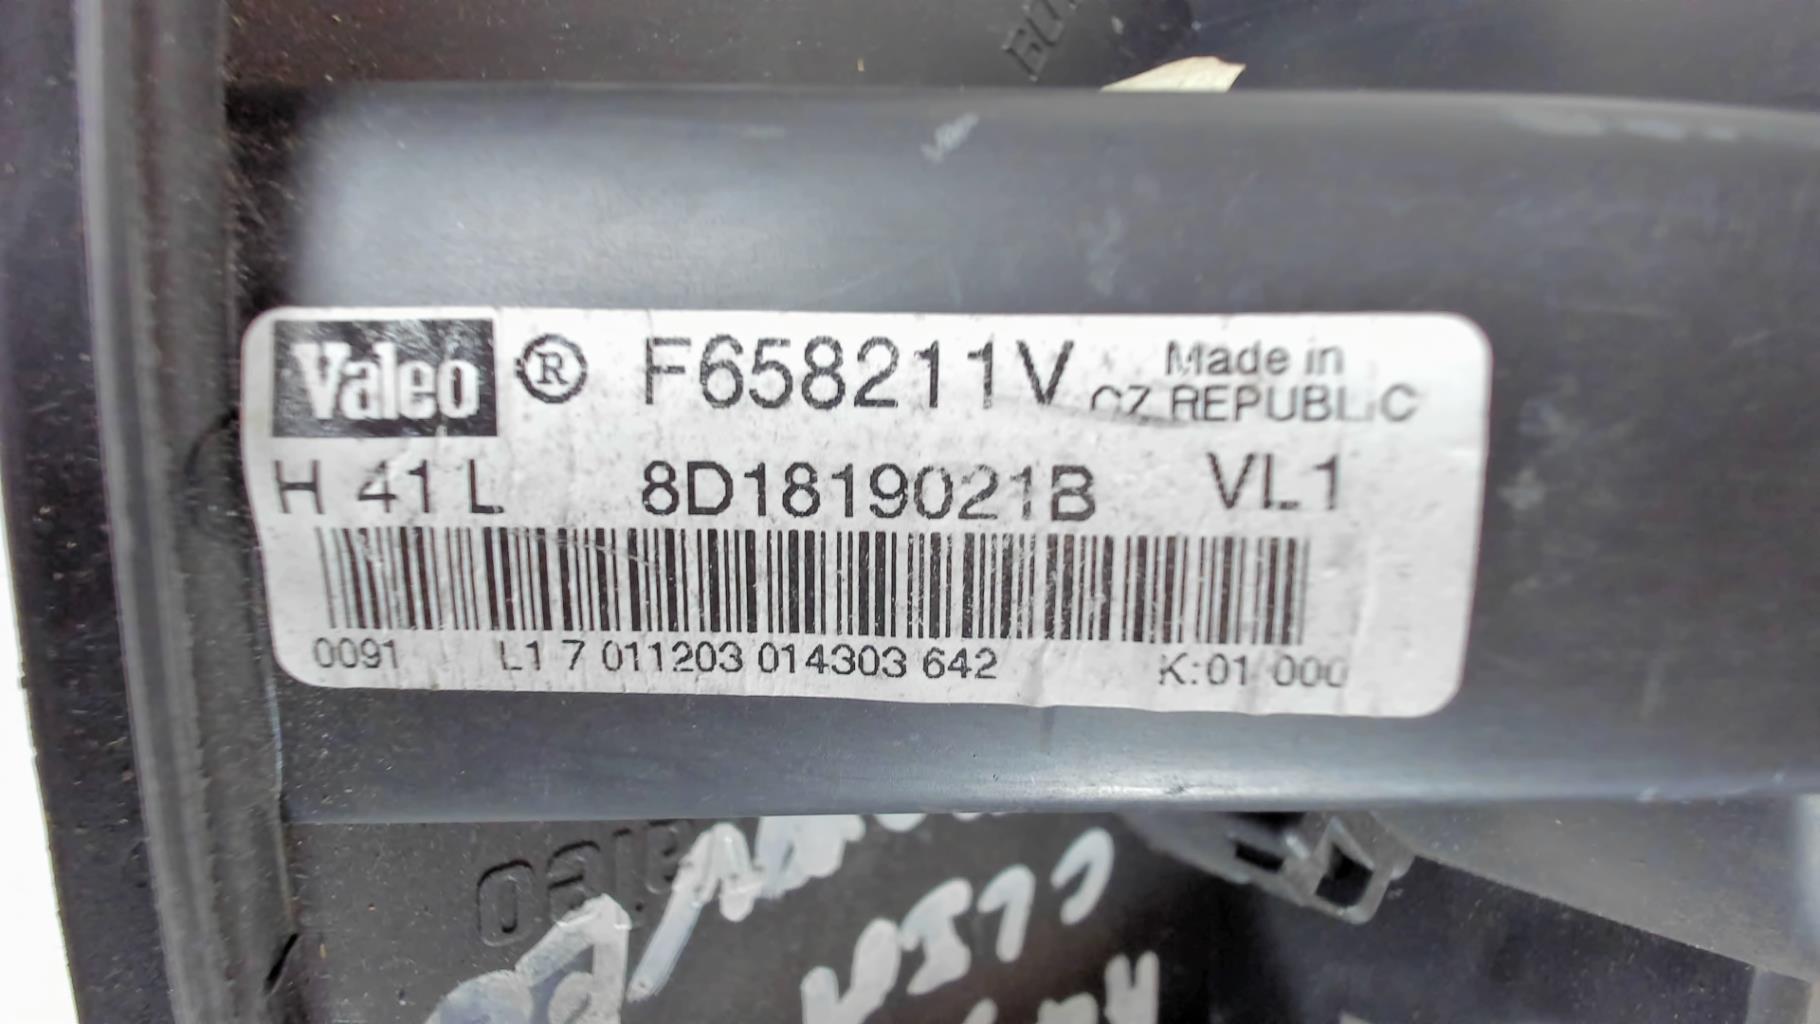 Valeo ® F658211V Made in
CZ REPUBLIC
H 41 L 8D1819021B VL1
0091 L1 7 011203 014303 642 K:01 000